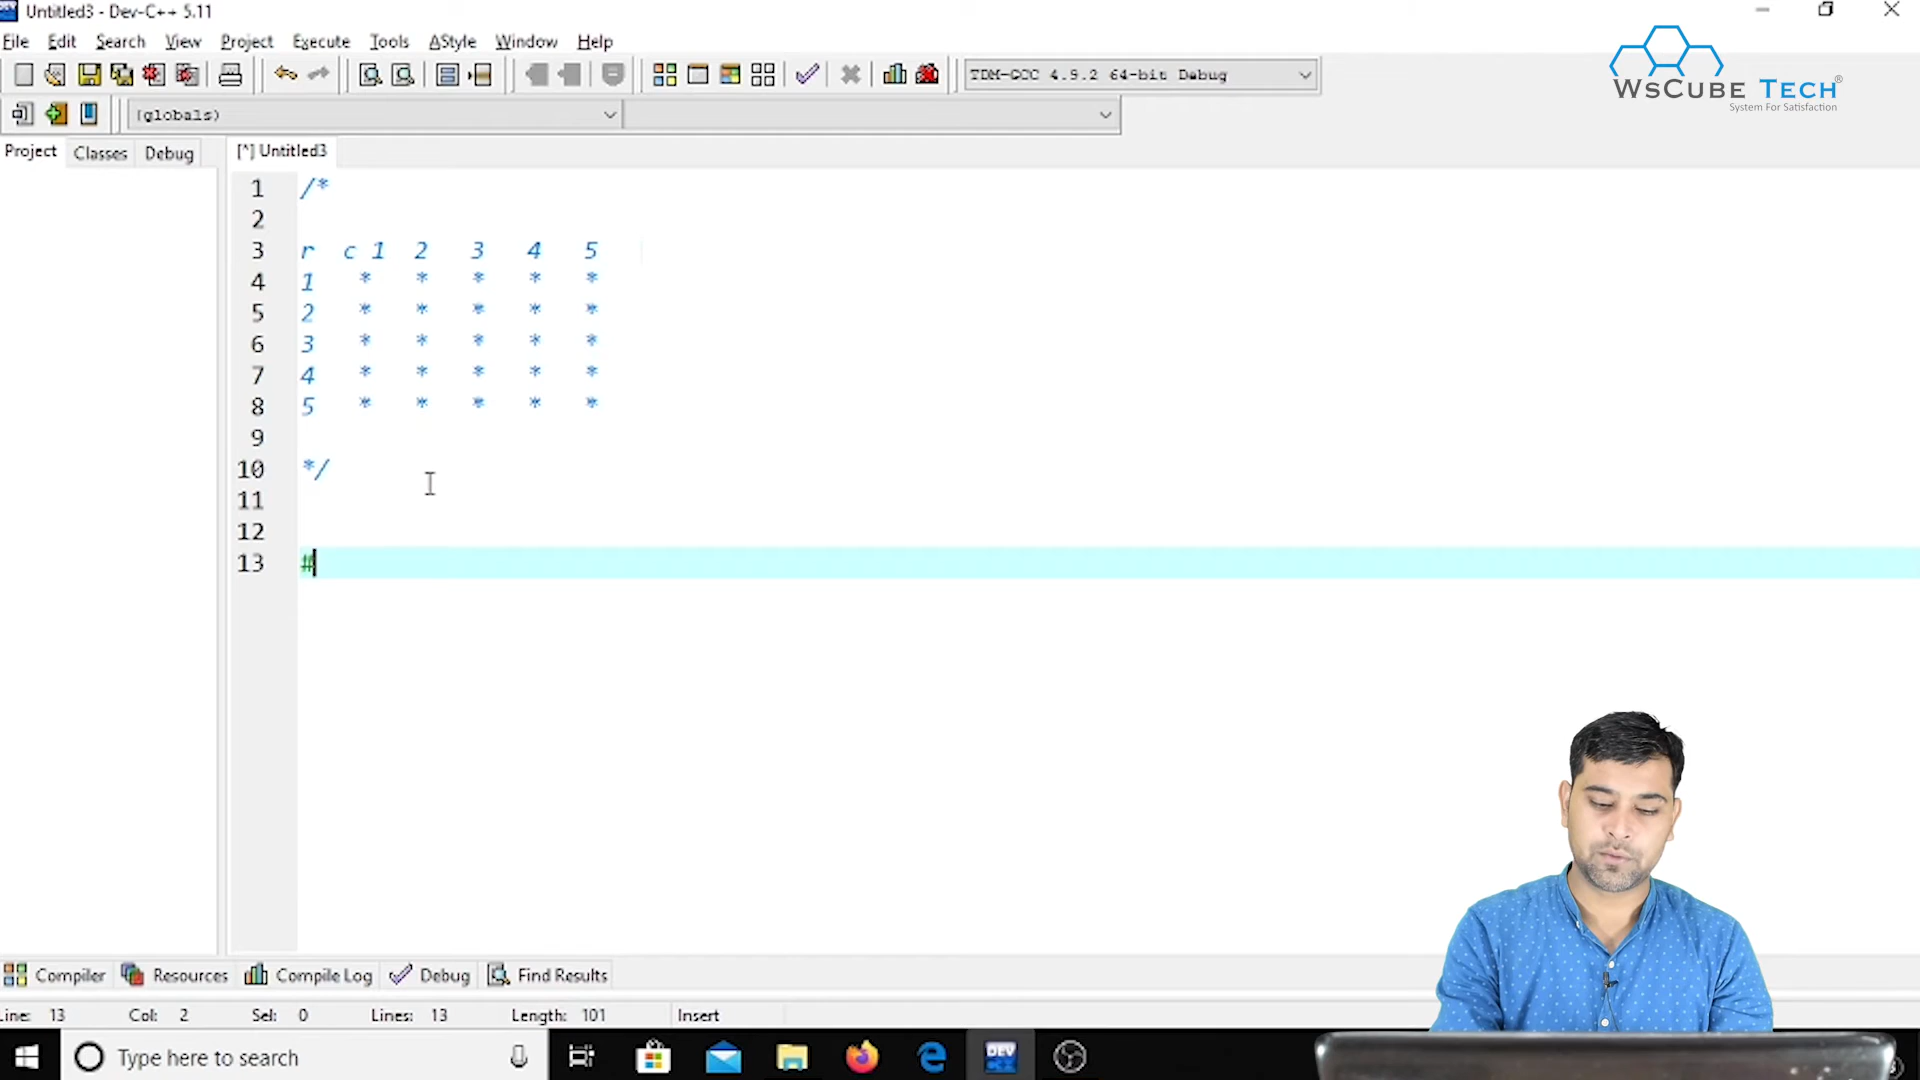 Untitled3 - Dev-C++ 5.11
File Edit Search View Project Execute Tools AStyle Window Help
TDM-GCC 4.9.2 64-bit Debug
(globals)
Project Classes Debug [*] Untitled3
1 /*
2
3 r c 1 2 3 4 5
4 1 * * * * *
5 2 * * * * *
6 3 * * * * *
7 4 * * * * *
8 5 * * * * *
9
10 */
11
12
13 #
Compiler Resources Compile Log Debug Find Results
Line: 13 Col: 2 Sel: 0 Lines: 13 Length: 101 Insert
Type here to search
DEV C++
WsCube Tech®
System For Satisfaction